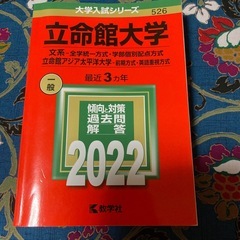 大学入試シリーズ
526
立命館大学
文系-全学統一方式・学部個別配点方式
立命館アジア太平洋大学-前期方式・英語重視方式
一般
最近3カ年
傾向と対策
過去問
解答
2022
教学社